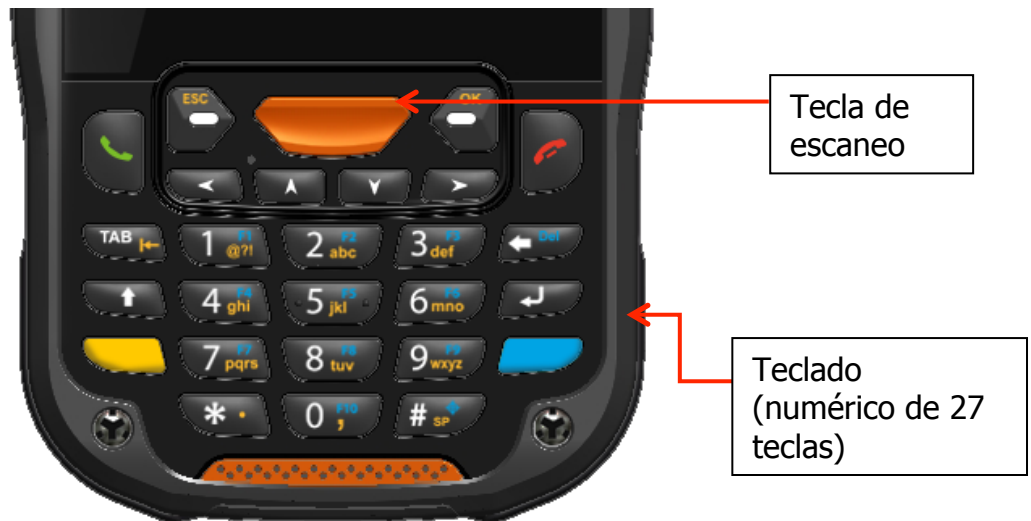 ESC
OK
Tecla de
escaneo
TAB
1 F1 @?!
2 F2 abc
3 F3 def
Del
4 F4 ghi
5 F5 jkl
6 F6 mno
7 F7 pqrs
8 F8 tuv
9 F9 wxyz
* .
0 F10 ,
# SP
Teclado
(numérico de 27
teclas)